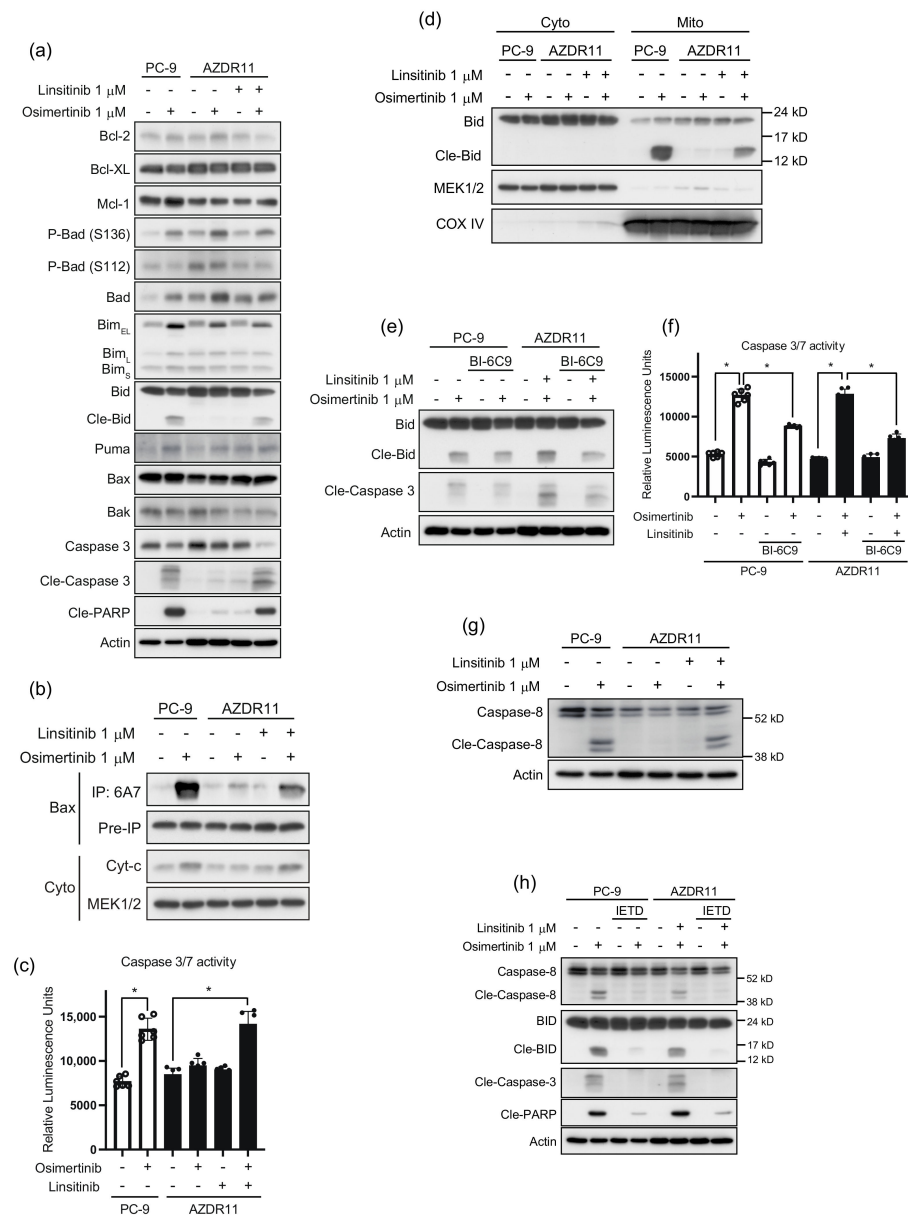 (a)
PC-9 AZDR11
Linsitinib 1 μM - - - - + +
Osimertinib 1 μM - + - + - +
Bcl-2
Bcl-XL
Mcl-1
P-Bad (S136)
P-Bad (S112)
Bad
BimEL
BimL
BimS
Bid
Cle-Bid
Puma
Bax
Bak
Caspase 3
Cle-Caspase 3
Cle-PARP
Actin
(b)
PC-9 AZDR11
Linsitinib 1 μM - - - - + +
Osimertinib 1 μM - + - + - +
Bax
IP: 6A7
Pre-IP
Cyto
Cyt-c
MEK1/2
(c)
Caspase 3/7 activity
Relative Luminescence Units
* *
15,000
10,000
5000
0
Osimertinib - + - + - +
Linsitinib - - + +
PC-9 AZDR11
(d)
Cyto Mito
PC-9 AZDR11 PC-9 AZDR11
Linsitinib 1 μM - - - - + + - - - - + +
Osimertinib 1 μM - + - + - + - + - + - +
Bid
24 kD
17 kD
Cle-Bid
12 kD
MEK1/2
COX IV
(e)
PC-9 AZDR11
BI-6C9 BI-6C9
Linsitinib 1 μM - - - - - + - +
Osimertinib 1 μM - + - + - + - +
Bid
Cle-Bid
Cle-Caspase 3
Actin
(f)
Caspase 3/7 activity
Relative Luminescence Units
* * * *
15000
10000
5000
0
Osimertinib - + - + - + - +
Linsitinib - + - +
BI-6C9 BI-6C9
PC-9 AZDR11
(g)
PC-9 AZDR11
Linsitinib 1 μM - - - - + +
Osimertinib 1 μM - + - + - +
Caspase-8
52 kD
Cle-Caspase-8
38 kD
Actin
(h)
PC-9 AZDR11
IETD IETD
Linsitinib 1 μM - - - - - + - +
Osimertinib 1 μM - + - + - + - +
Caspase-8
52 kD
Cle-Caspase-8
38 kD
BID
24 kD
Cle-BID
17 kD
12 kD
Cle-Caspase-3
Cle-PARP
Actin